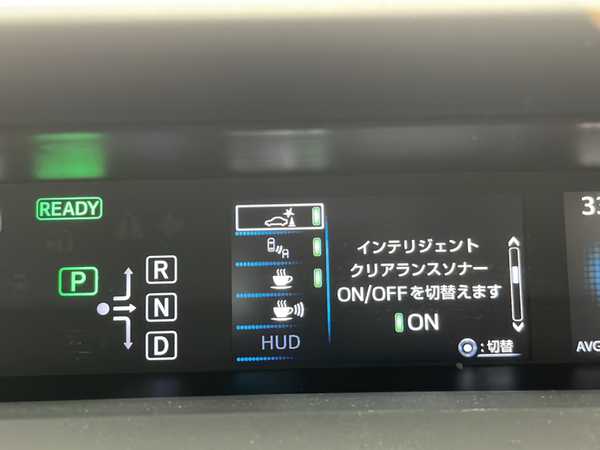 READY
P
R
N
D
HUD
インテリジェント
クリアランスソナー
ON/OFFを切替えます
ON
:切替
33
AVG